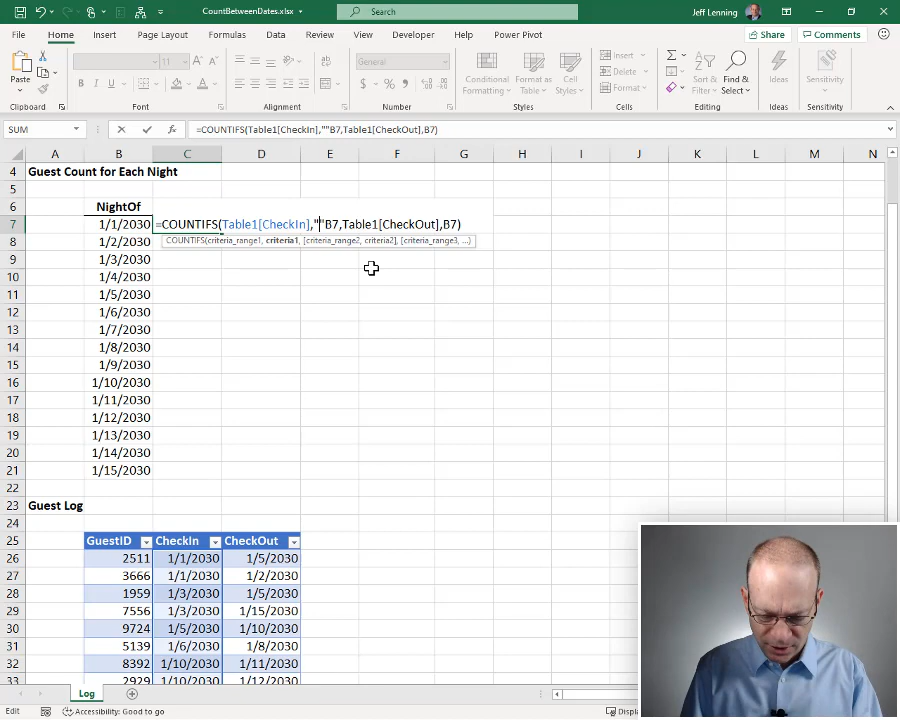 CountBetweenDates.xlsx
Search
Jeff Lenning
File Home Insert Page Layout Formulas Data Review View Developer Help Power Pivot Share Comments
Paste
Clipboard
11
B I U
Font
Alignment
General
$ % ,
Number
Conditional Formatting
Format as Table
Cell Styles
Styles
Insert
Delete
Format
Cells
Sort & Filter
Find & Select
Editing
Ideas
Ideas
Sensitivity
Sensitivity
SUM =COUNTIFS(Table1[CheckIn],""B7,Table1[CheckOut],B7)
A B C D E F G H I J K L M N
4 Guest Count for Each Night
5
6 NightOf
7 1/1/2030 =COUNTIFS(Table1[CheckIn],""B7,Table1[CheckOut],B7)
8 1/2/2030 COUNTIFS(criteria_range1, criteria1, [criteria_range2, criteria2], [criteria_range3, ...)
9 1/3/2030
10 1/4/2030
11 1/5/2030
12 1/6/2030
13 1/7/2030
14 1/8/2030
15 1/9/2030
16 1/10/2030
17 1/11/2030
18 1/12/2030
19 1/13/2030
20 1/14/2030
21 1/15/2030
22
23 Guest Log
24
25 GuestID CheckIn CheckOut
26 2511 1/1/2030 1/5/2030
27 3666 1/1/2030 1/2/2030
28 1959 1/3/2030 1/5/2030
29 7556 1/3/2030 1/15/2030
30 9724 1/5/2030 1/10/2030
31 5139 1/6/2030 1/8/2030
32 8392 1/10/2030 1/11/2030
33 2929 1/10/2030 1/12/2030
Log
Edit Accessibility: Good to go